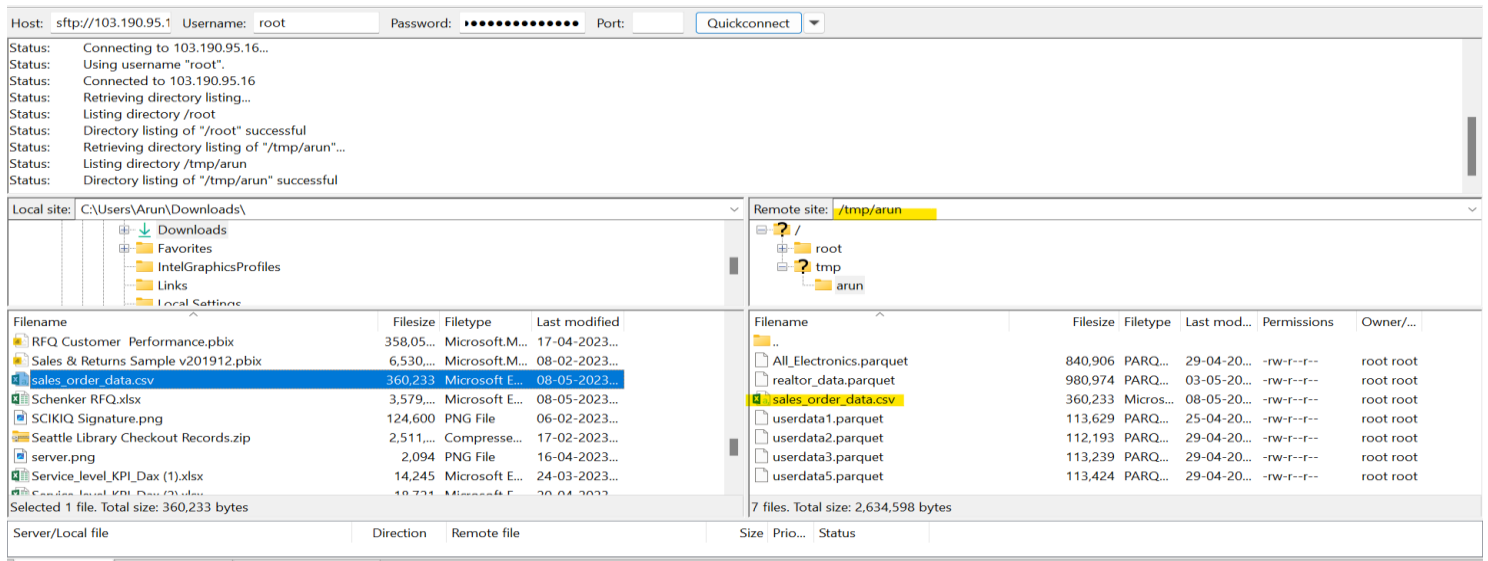 Host: sftp://103.190.95.1 Username: root Password: ●●●●●●●●●●●●●● Port: Quickconnect
Status: Connecting to 103.190.95.16...
Status: Using username "root".
Status: Connected to 103.190.95.16
Status: Retrieving directory listing...
Status: Listing directory /root
Status: Directory listing of "/root" successful
Status: Retrieving directory listing of "/tmp/arun"...
Status: Listing directory /tmp/arun
Status: Directory listing of "/tmp/arun" successful
Local site: C:\Users\Arun\Downloads\
Downloads
Favorites
IntelGraphicsProfiles
Links
Local Settings
Remote site: /tmp/arun
/
root
tmp
arun
Filename Filesize Filetype Last modified
RFQ Customer Performance.pbix 358,05... Microsoft.M... 17-04-2023...
Sales & Returns Sample v201912.pbix 6,530,... Microsoft.M... 08-02-2023...
sales_order_data.csv 360,233 Microsoft E... 08-05-2023...
Schenker RFQ.xlsx 3,579,... Microsoft E... 08-05-2023...
SCIKIQ Signature.png 124,600 PNG File 06-02-2023...
Seattle Library Checkout Records.zip 2,511,... Compresse... 17-02-2023...
server.png 2,094 PNG File 16-04-2023...
Service_level_KPI_Dax (1).xlsx 14,245 Microsoft E... 24-03-2023...
Service_level_KPI_Dax (2).xlsx 18,721 Microsoft E... 20-04-2023...
Selected 1 file. Total size: 360,233 bytes
Filename Filesize Filetype Last mod... Permissions Owner/...
..
All_Electronics.parquet 840,906 PARQ... 29-04-20... -rw-r--r-- root root
realtor_data.parquet 980,974 PARQ... 03-05-20... -rw-r--r-- root root
sales_order_data.csv 360,233 Micros... 08-05-20... -rw-r--r-- root root
userdata1.parquet 113,629 PARQ... 25-04-20... -rw-r--r-- root root
userdata2.parquet 112,193 PARQ... 29-04-20... -rw-r--r-- root root
userdata3.parquet 113,239 PARQ... 29-04-20... -rw-r--r-- root root
userdata5.parquet 113,424 PARQ... 29-04-20... -rw-r--r-- root root
7 files. Total size: 2,634,598 bytes
Server/Local file Direction Remote file Size Prio... Status